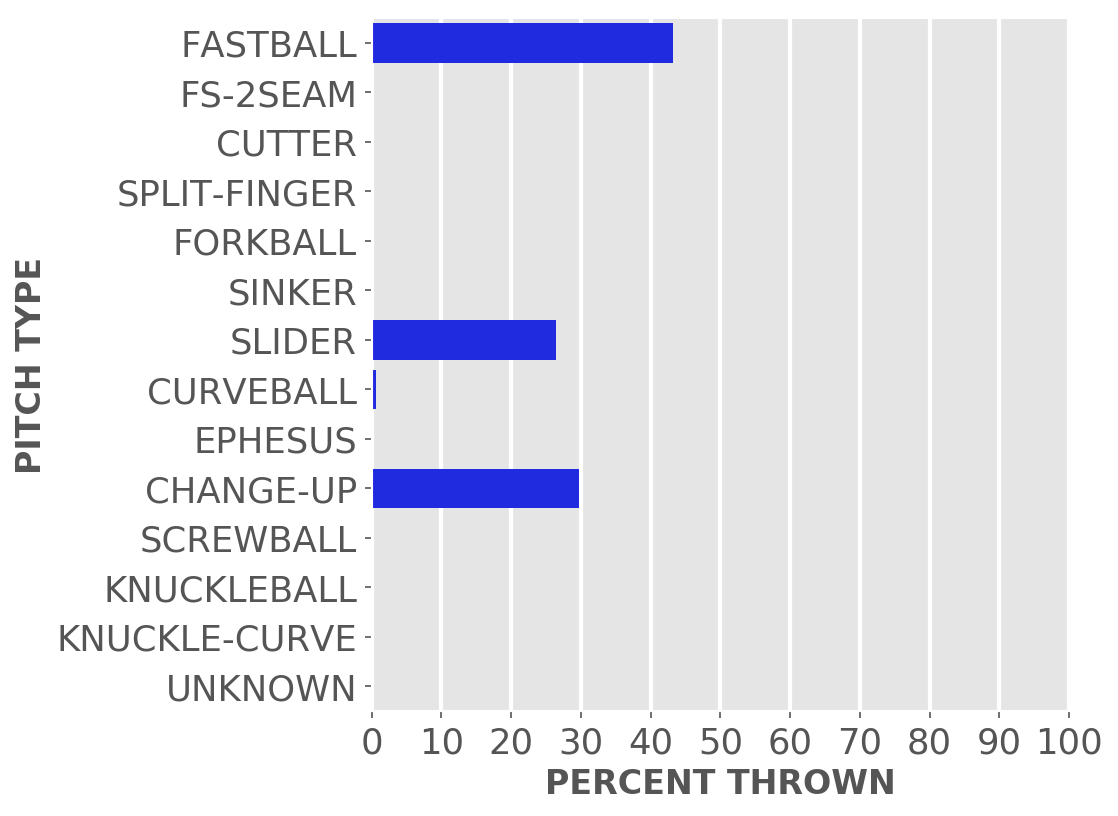 FASTBALL
FS-2SEAM
CUTTER
SPLIT-FINGER
FORKBALL
SINKER
SLIDER
CURVEBALL
EPHESUS
CHANGE-UP
SCREWBALL
KNUCKLEBALL
KNUCKLE-CURVE
UNKNOWN
PITCH TYPE
0 10 20 30 40 50 60 70 80 90 100
PERCENT THROWN